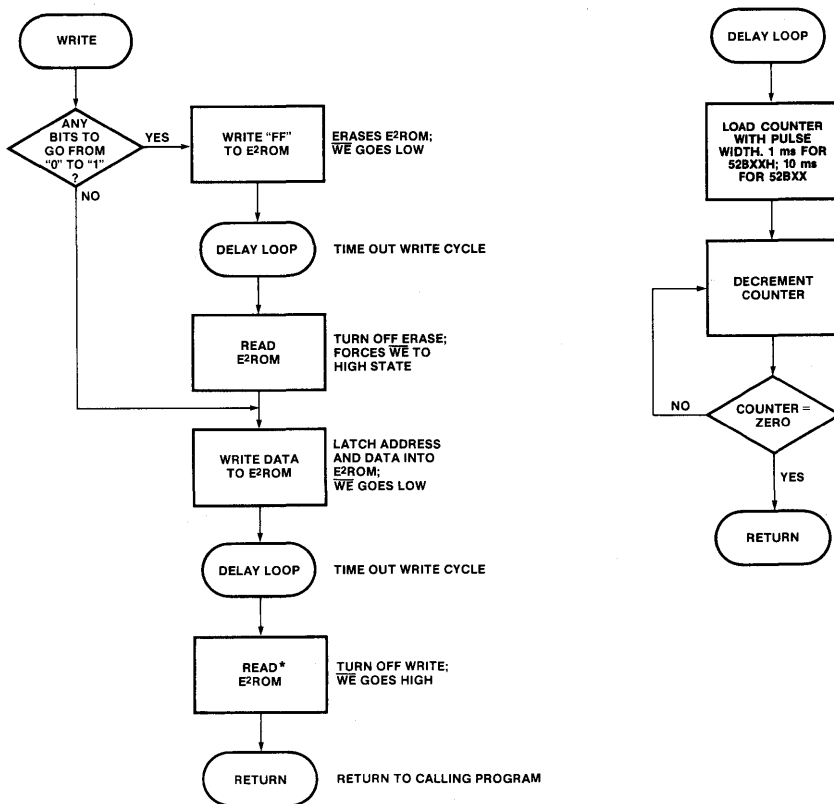 WRITE
ANY
BITS TO
GO FROM
"0" TO "1"
?
YES
NO
WRITE "FF"
TO E²ROM
ERASES E²ROM;
W̅E̅ GOES LOW
DELAY LOOP
TIME OUT WRITE CYCLE
READ
E²ROM
TURN OFF ERASE;
FORCES W̅E̅ TO
HIGH STATE
WRITE DATA
TO E²ROM
LATCH ADDRESS
AND DATA INTO
E²ROM;
W̅E̅ GOES LOW
DELAY LOOP
TIME OUT WRITE CYCLE
READ*
E²ROM
TURN OFF WRITE;
W̅E̅ GOES HIGH
RETURN
RETURN TO CALLING PROGRAM
DELAY LOOP
LOAD COUNTER
WITH PULSE
WIDTH. 1 ms FOR
52BXXH; 10 ms
FOR 52BXX
DECREMENT
COUNTER
COUNTER =
ZERO
NO
YES
RETURN